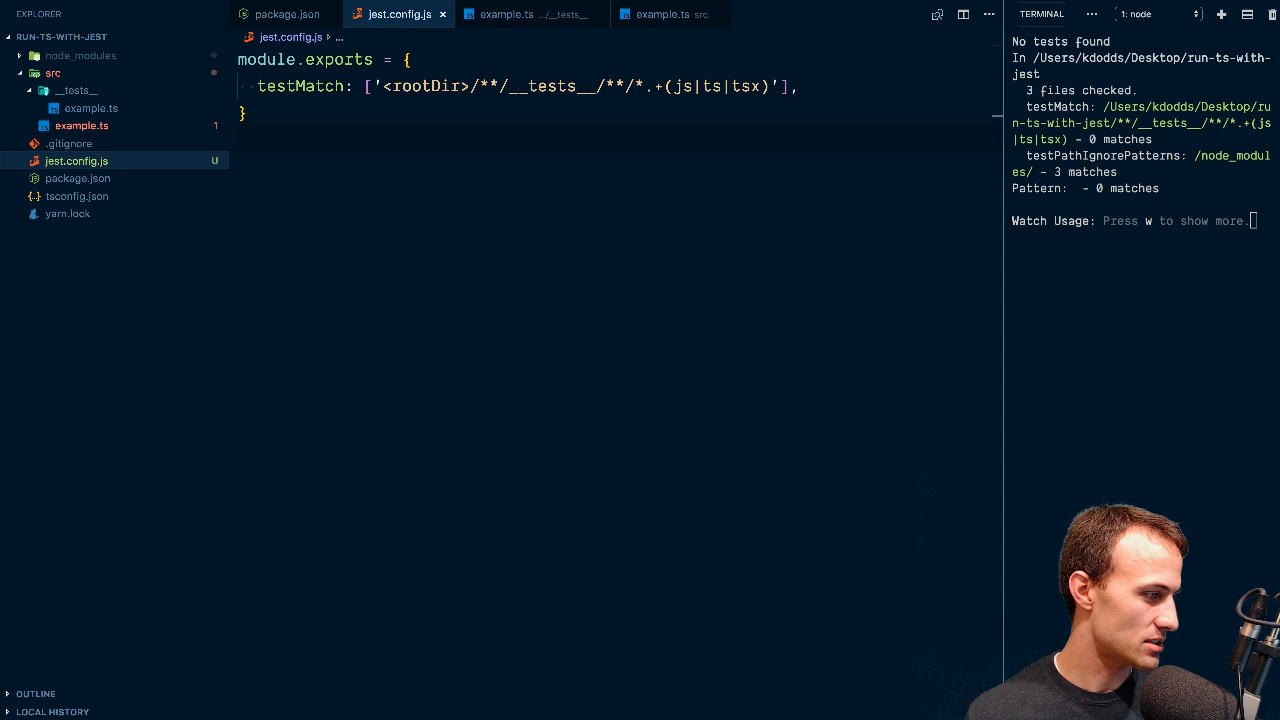 EXPLORER
RUN-TS-WITH-JEST
node_modules
src
__tests__
example.ts
example.ts 1
.gitignore
jest.config.js U
package.json
tsconfig.json
yarn.lock
OUTLINE
LOCAL HISTORY
package.json
jest.config.js ×
example.ts .../__tests__
example.ts src
jest.config.js › ...
module.exports = {
testMatch: ['<rootDir>/**/__tests__/**/*.+(js|ts|tsx)'],
}
TERMINAL ··· 1: node
No tests found
In /Users/kdodds/Desktop/run-ts-with-
jest
3 files checked.
testMatch: /Users/kdodds/Desktop/ru
n-ts-with-jest/**/__tests__/**/*.+(js
|ts|tsx) - 0 matches
testPathIgnorePatterns: /node_modul
es/ - 3 matches
Pattern:  - 0 matches
Watch Usage: Press w to show more.